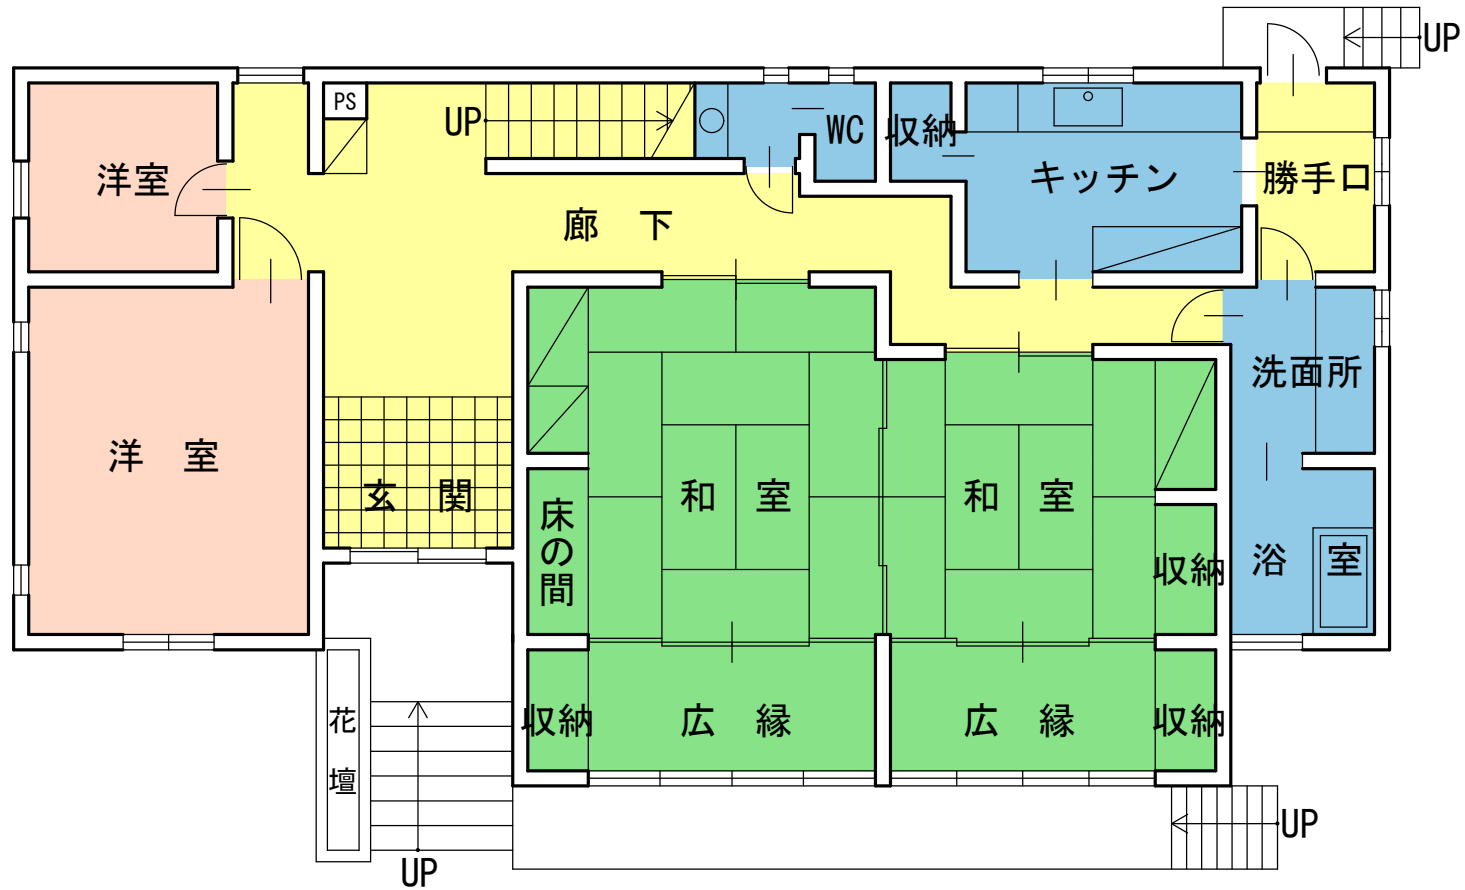 UP
PS
UP
WC
収納
洋室
キッチン
勝手口
廊 下
洗面所
洋 室
玄 関
床の間
和 室
和 室
収納
浴 室
花壇
収納
広 縁
広 縁
収納
UP
UP